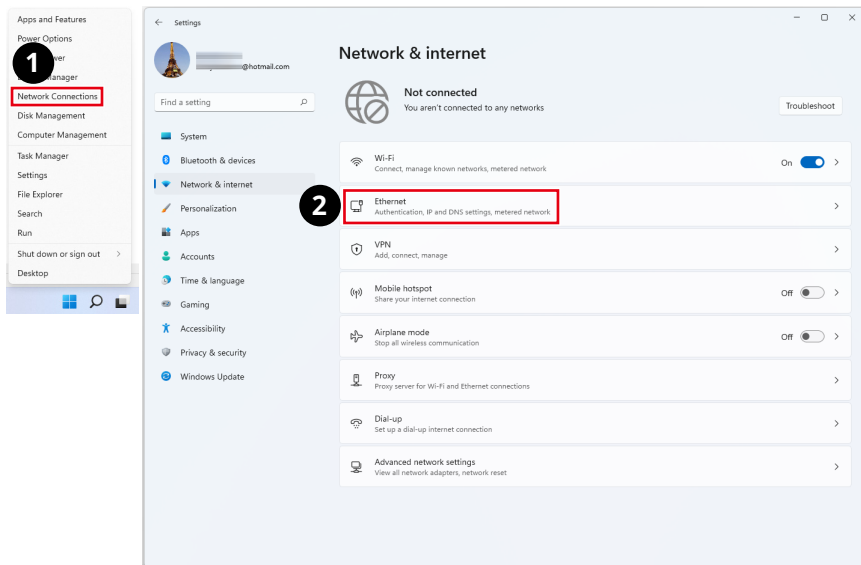 Apps and Features
Power Options
1
Network Connections
Disk Management
Computer Management
Task Manager
Settings
File Explorer
Search
Run
Shut down or sign out
Desktop
Settings
@hotmail.com
Find a setting
System
Bluetooth & devices
Network & internet
Personalization
Apps
Accounts
Time & language
Gaming
Accessibility
Privacy & security
Windows Update
Network & internet
Not connected
You aren't connected to any networks
Troubleshoot
Wi-Fi
Connect, manage known networks, metered network
On
2
Ethernet
Authentication, IP and DNS settings, metered network
VPN
Add, connect, manage
Mobile hotspot
Share your internet connection
Off
Airplane mode
Stop all wireless communication
Off
Proxy
Proxy server for Wi-Fi and Ethernet connections
Dial-up
Set up a dial-up internet connection
Advanced network settings
View all network adapters, network reset